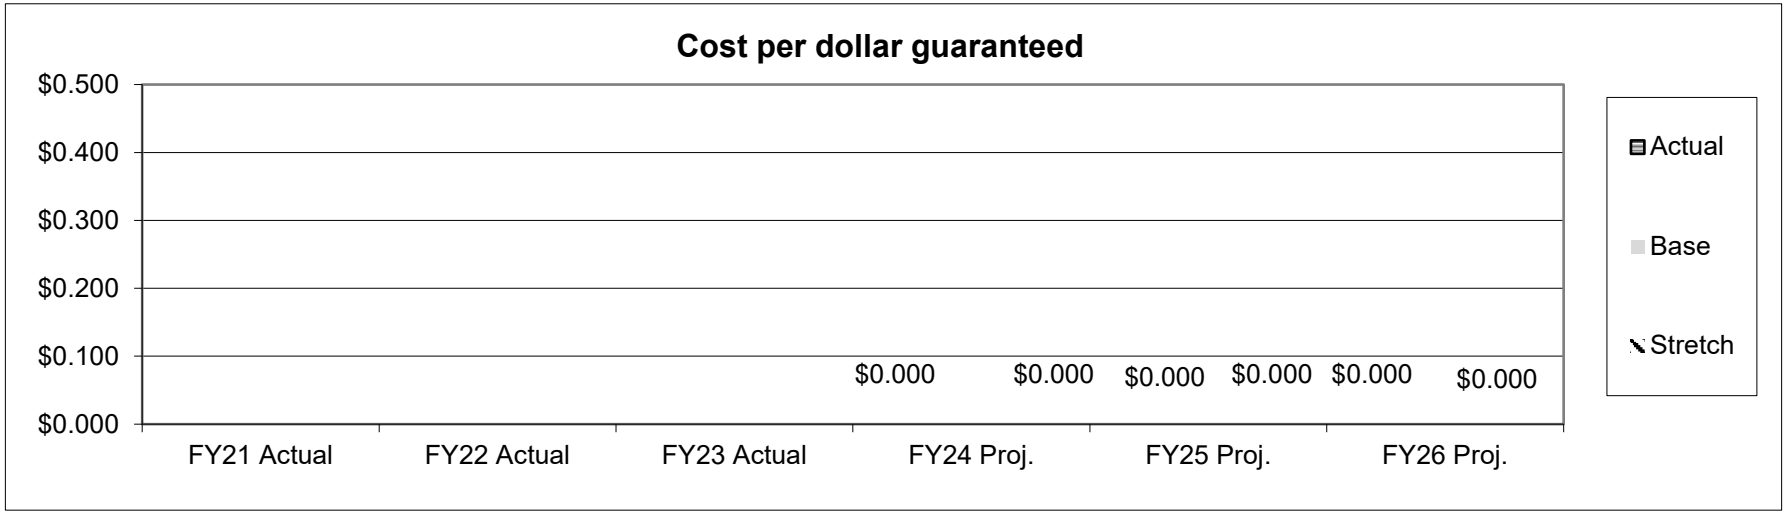 Cost per dollar guaranteed
$0.500
$0.400
$0.300
$0.200
$0.100
$0.000
$0.000 $0.000 $0.000 $0.000 $0.000 $0.000
FY21 Actual FY22 Actual FY23 Actual FY24 Proj. FY25 Proj. FY26 Proj.
Actual
Base
Stretch